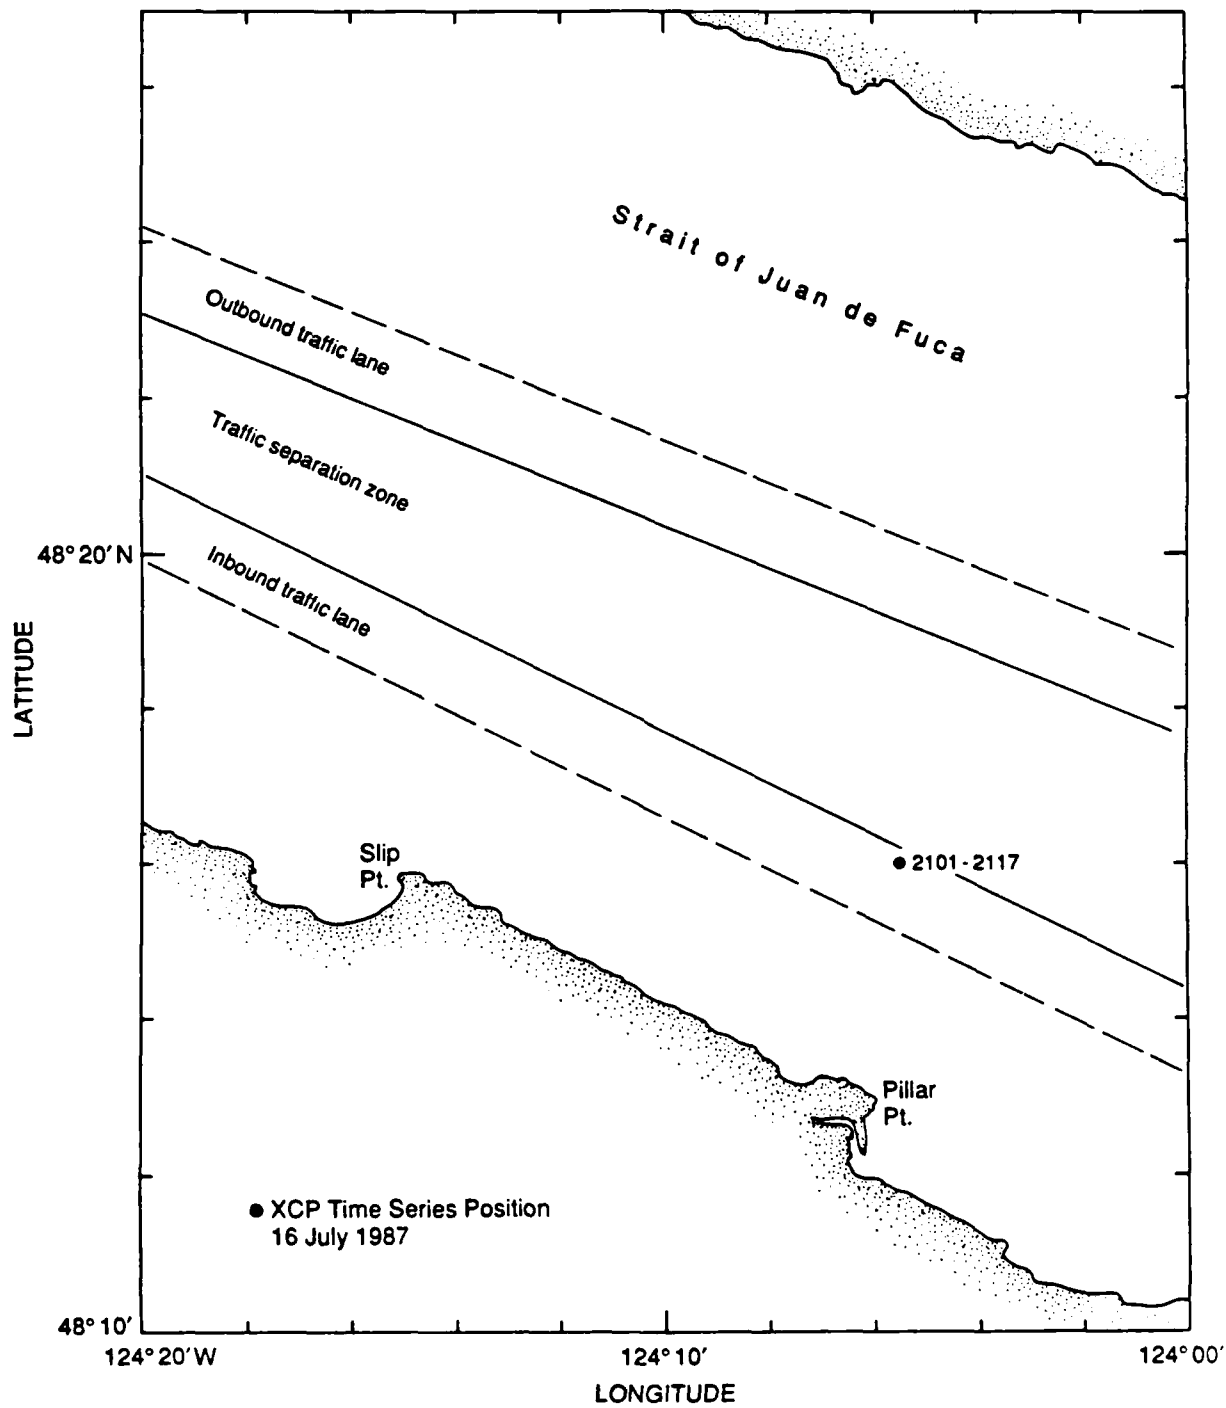 Strait of Juan de Fuca
Outbound traffic lane
Traffic separation zone
Inbound traffic lane
48° 20′ N
LATITUDE
Slip
Pt.
2101 - 2117
Pillar
Pt.
XCP Time Series Position
16 July 1987
48° 10′
124° 20′ W
124° 10′
124° 00′
LONGITUDE